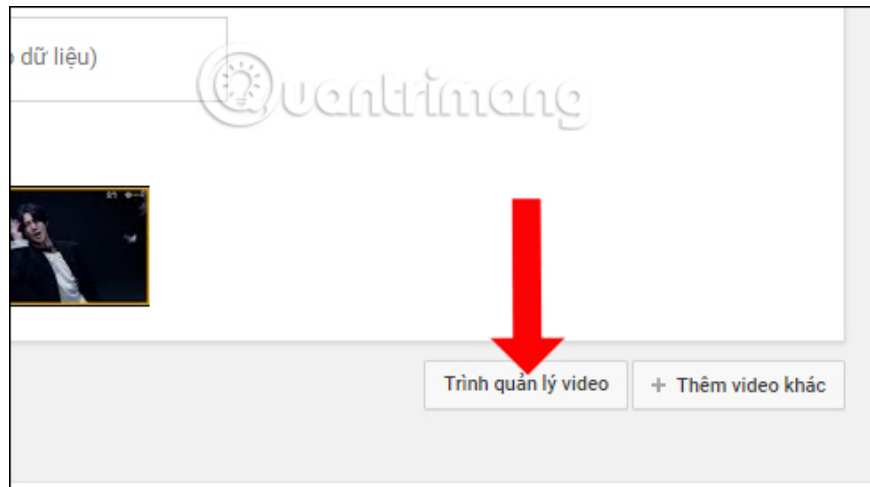 dữ liệu)
Quantrimang
Trình quản lý video
+ Thêm video khác